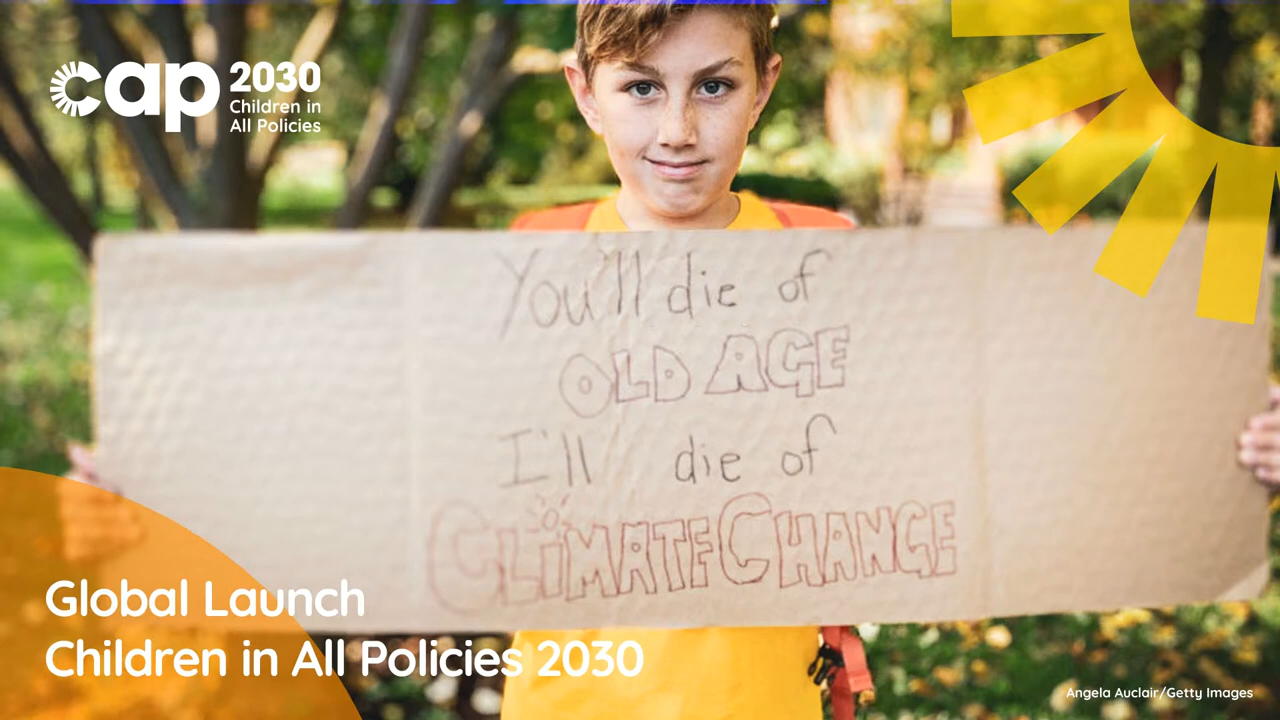 cap 2030
Children in
All Policies
You'll die of
OLD AGE
I'll die of
CLiMATE CHANGE
Global Launch
Children in All Policies 2030
Angela Auclair/Getty Images